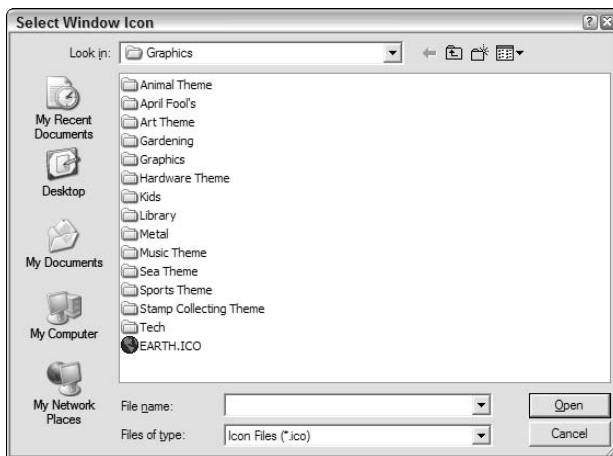 Select Window Icon
Look in: Graphics
My Recent
Documents
Desktop
My Documents
My Computer
My Network
Places
Animal Theme
April Fool's
Art Theme
Gardening
Graphics
Hardware Theme
Kids
Library
Metal
Music Theme
Sea Theme
Sports Theme
Stamp Collecting Theme
Tech
EARTH.ICO
File name:
Open
Files of type: Icon Files (*.ico)
Cancel